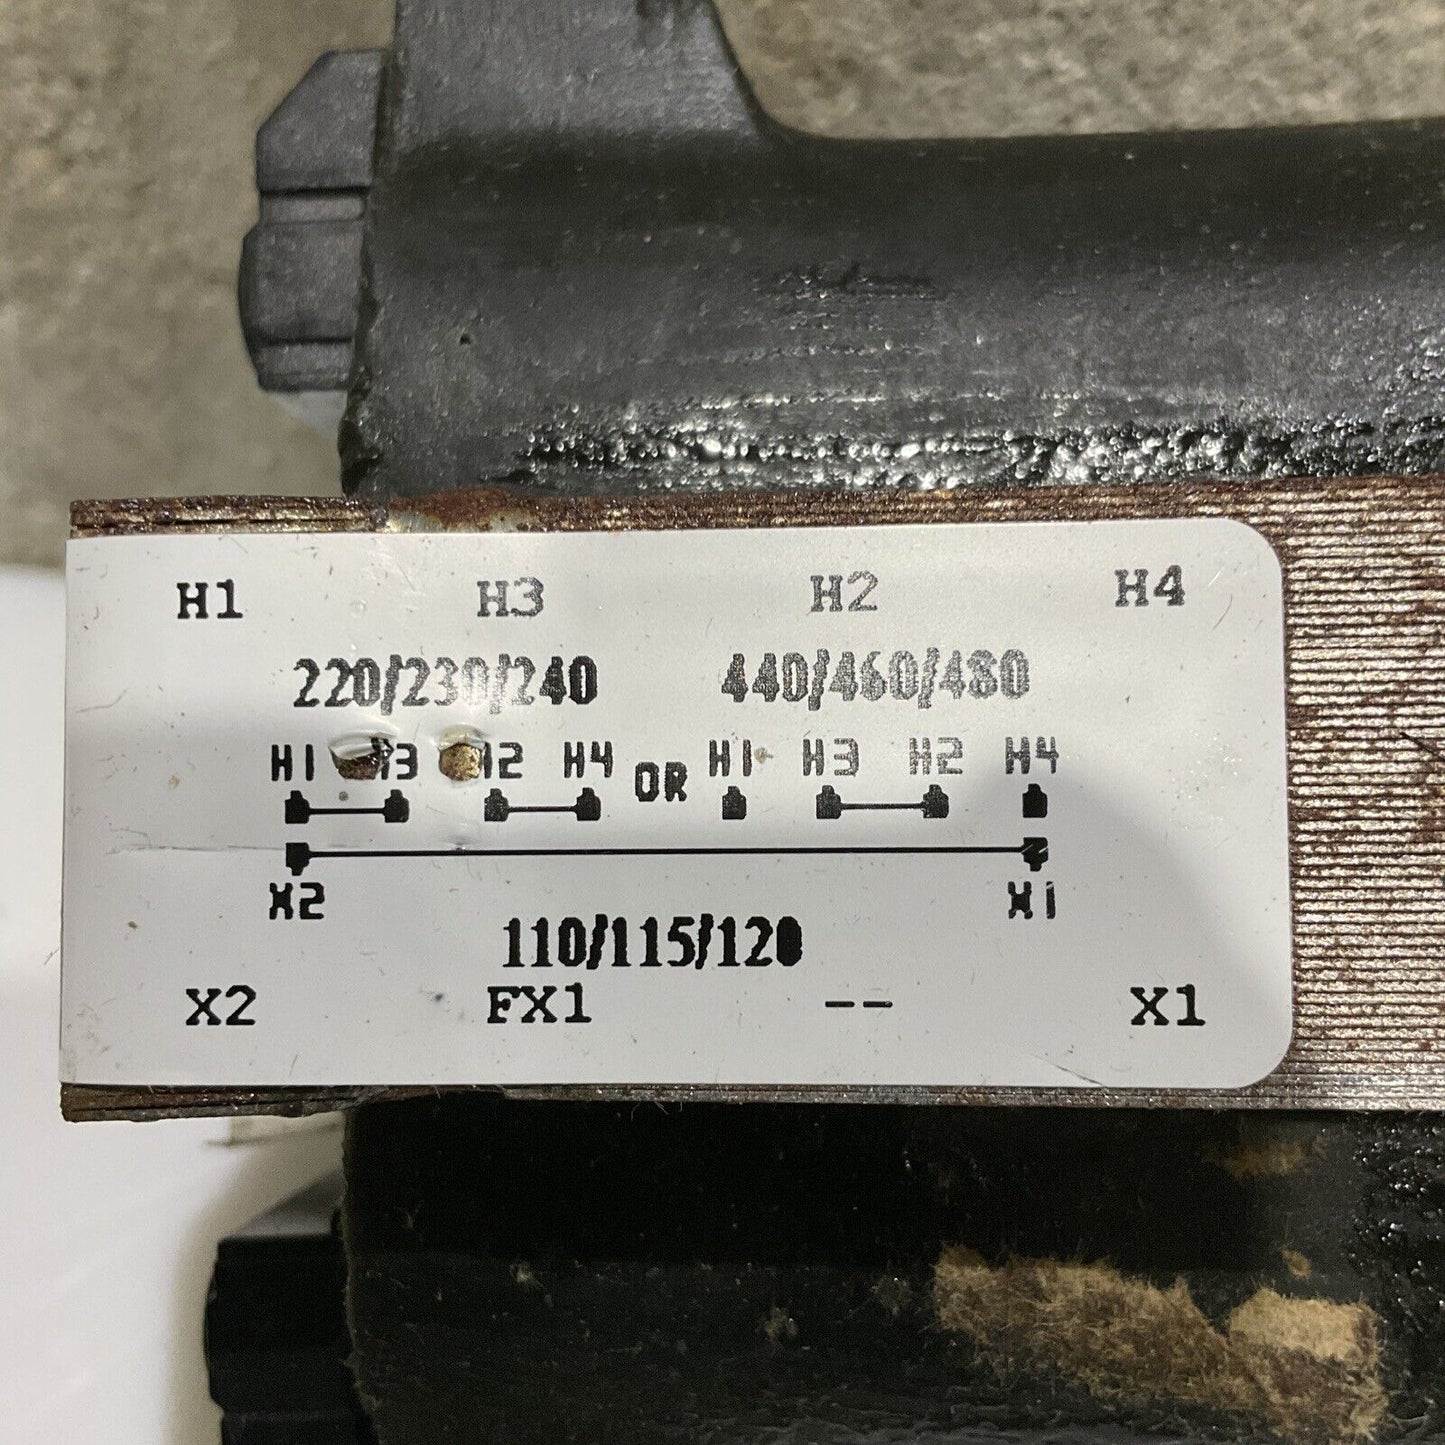 H1 H3 H2 H4
220/230/240 440/460/480
H1 H3 H2 H4 OR H1 H3 H2 H4
X2 X1
110/115/120
X2 FX1 -- X1